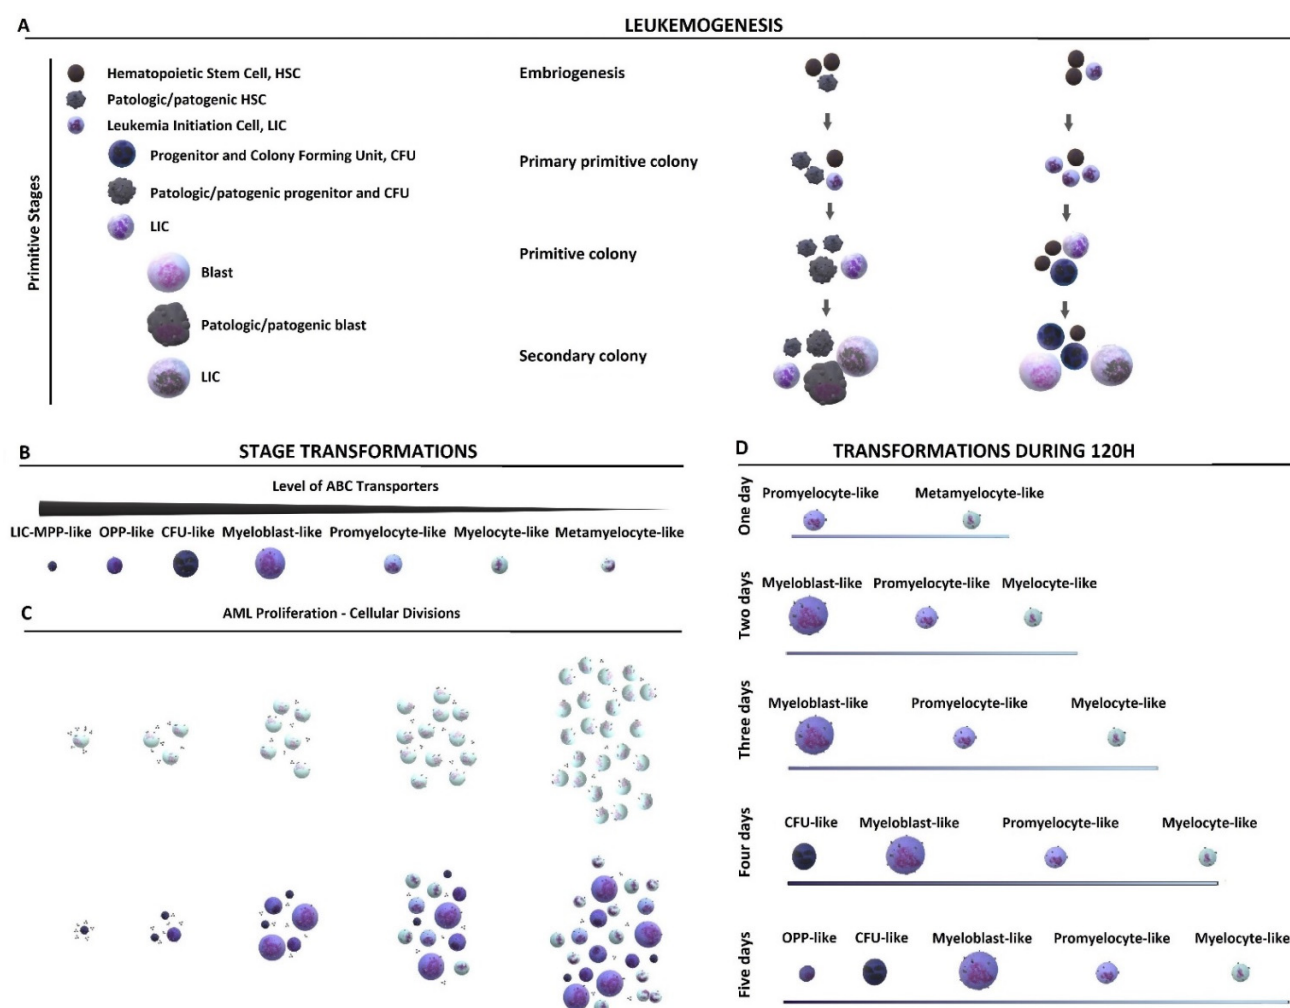 A
LEUKEMOGENESIS
Primitive Stages
Hematopoietic Stem Cell, HSC
Patologic/patogenic HSC
Leukemia Initiation Cell, LIC
Progenitor and Colony Forming Unit, CFU
Patologic/patogenic progenitor and CFU
LIC
Blast
Patologic/patogenic blast
LIC
Embriogenesis
Primary primitive colony
Primitive colony
Secondary colony
B
STAGE TRANSFORMATIONS
Level of ABC Transporters
LIC-MPP-like OPP-like CFU-like Myeloblast-like Promyelocyte-like Myelocyte-like Metamyelocyte-like
C
AML Proliferation - Cellular Divisions
D
TRANSFORMATIONS DURING 120H
One day
Promyelocyte-like Metamyelocyte-like
Two days
Myeloblast-like Promyelocyte-like Myelocyte-like
Three days
Myeloblast-like Promyelocyte-like Myelocyte-like
Four days
CFU-like Myeloblast-like Promyelocyte-like Myelocyte-like
Five days
OPP-like CFU-like Myeloblast-like Promyelocyte-like Myelocyte-like